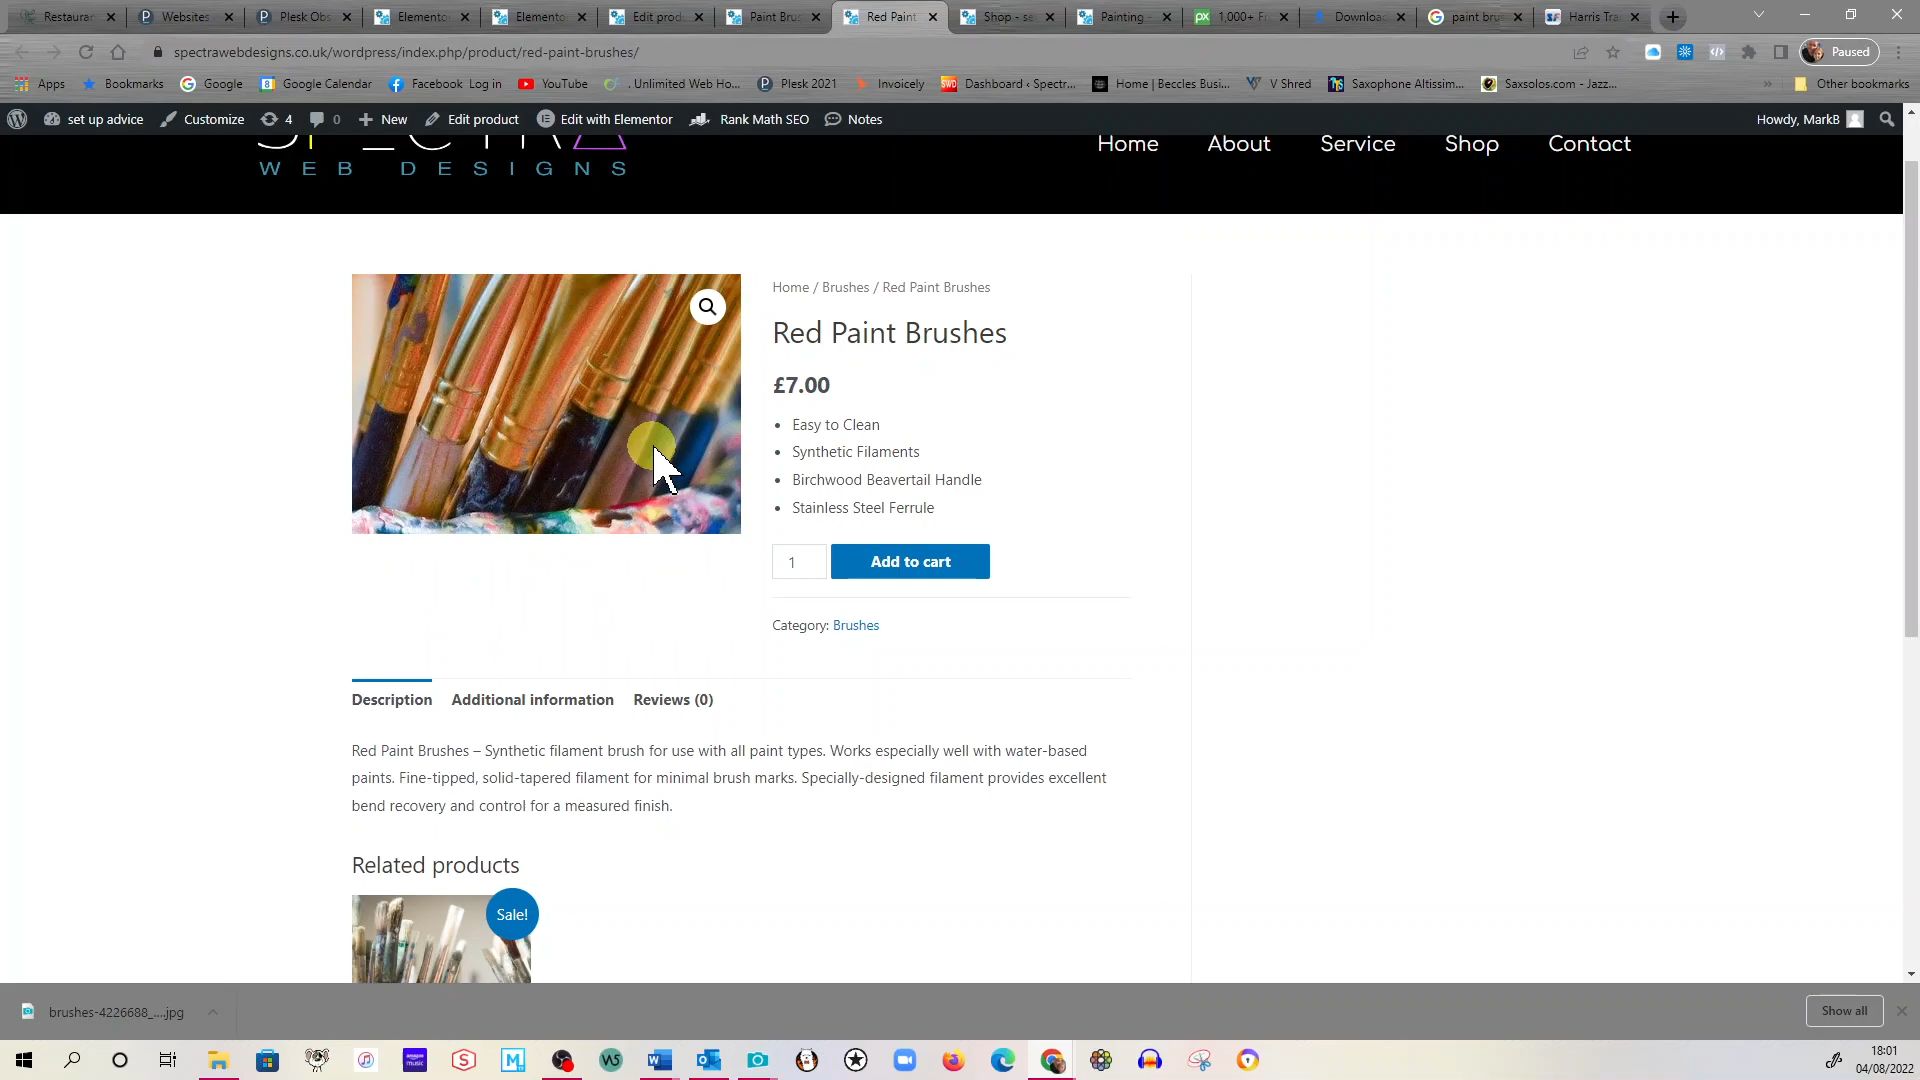 Restaurar
Websites
Plesk Obs
Elemento
Elemento
Edit prod
Paint Brus
Red Paint
Shop - se
Painting -
1,000+ Fr
Downloa
paint brus
Harris Tra
spectrawebdesigns.co.uk/wordpress/index.php/product/red-paint-brushes/
Paused
Apps
Bookmarks
Google
Google Calendar
Facebook Log in
YouTube
. Unlimited Web Ho...
Plesk 2021
Invoicely
Dashboard ‹ Spectr...
Home | Beccles Busi...
V Shred
Saxophone Altissim...
Saxsolos.com - Jazz...
»
Other bookmarks
set up advice
Customize
4
0
New
Edit product
Edit with Elementor
Rank Math SEO
Notes
Howdy, MarkB
WEB DESIGNS
Home
About
Service
Shop
Contact
Home / Brushes / Red Paint Brushes
Red Paint Brushes
£7.00
• Easy to Clean
• Synthetic Filaments
• Birchwood Beavertail Handle
• Stainless Steel Ferrule
1
Add to cart
Category: Brushes
Description
Additional information
Reviews (0)
Red Paint Brushes – Synthetic filament brush for use with all paint types. Works especially well with water-based
paints. Fine-tipped, solid-tapered filament for minimal brush marks. Specially-designed filament provides excellent
bend recovery and control for a measured finish.
Related products
Sale!
brushes-4226688_....jpg
Show all
18:01
04/08/2022